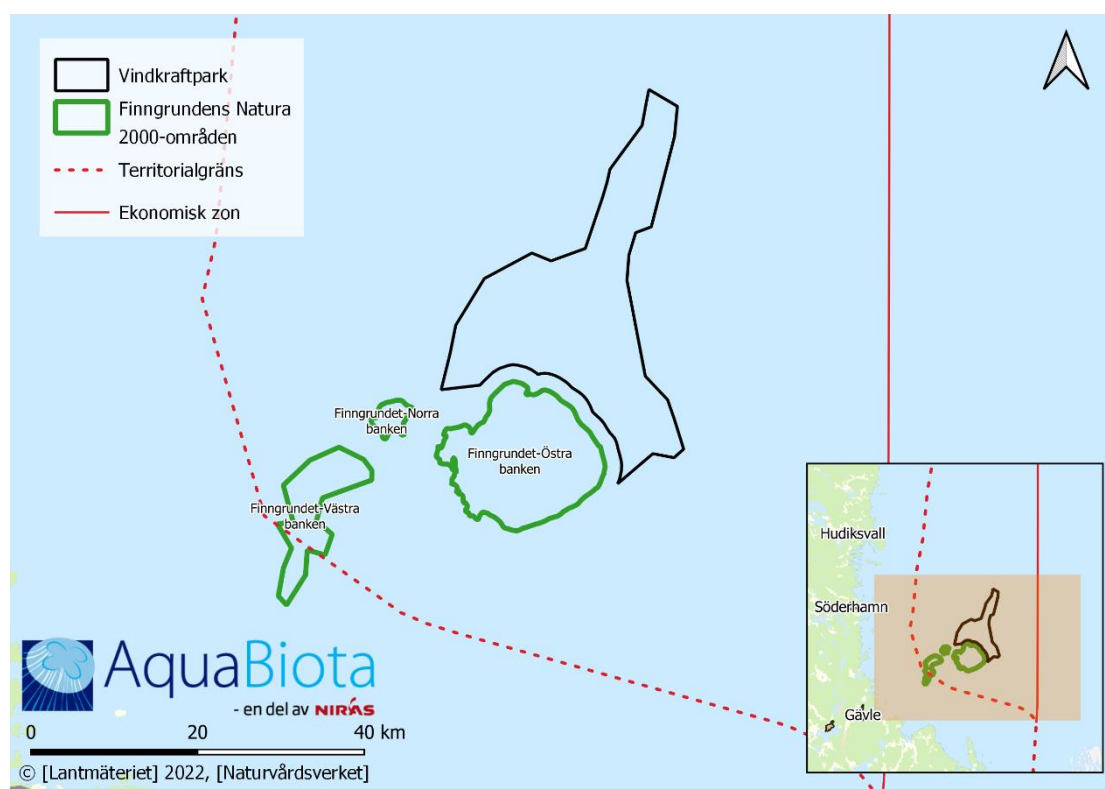 Vindkraftpark
Finngrundens Natura
2000-områden
Territorialgräns
Ekonomisk zon
Finngrundet-Norra
banken
Finngrundet-Östra
banken
Finngrundet-Västra
banken
Hudiksvall
Söderhamn
Gävle
AquaBiota
- en del av NIRÁS
0 20 40 km
© [Lantmäteriet] 2022, [Naturvårdsverket]